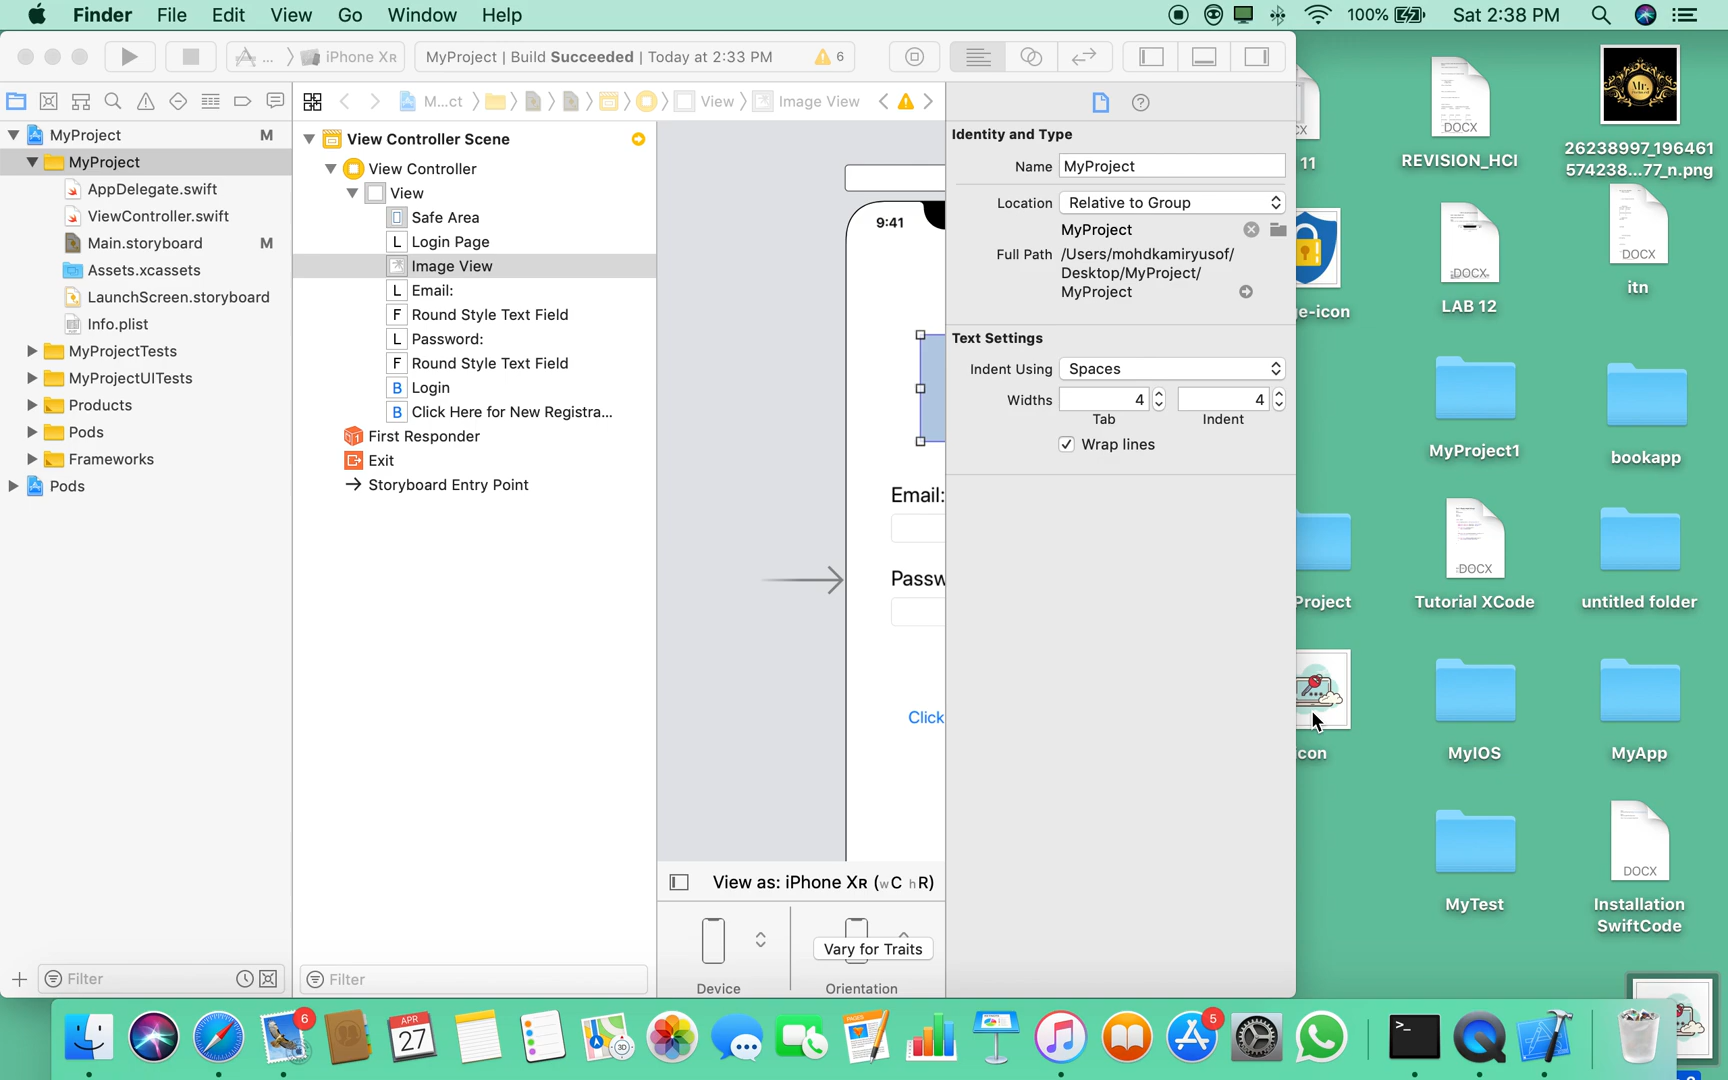 Finder File Edit View Go Window Help 100% Sat 2:38 PM
... iPhone XR MyProject | Build Succeeded | Today at 2:33 PM 6
M...ct View Image View
MyProject M
MyProject
AppDelegate.swift
ViewController.swift
Main.storyboard M
Assets.xcassets
LaunchScreen.storyboard
Info.plist
MyProjectTests
MyProjectUITests
Products
Pods
Frameworks
Pods
Filter
View Controller Scene
View Controller
View
Safe Area
L Login Page
Image View
L Email:
F Round Style Text Field
L Password:
F Round Style Text Field
B Login
B Click Here for New Registra...
First Responder
Exit
Storyboard Entry Point
Filter
9:41
Email:
Passw
Click
View as: iPhone XR (wC hR)
Vary for Traits
Device Orientation
Identity and Type
Name MyProject
Location Relative to Group
MyProject
Full Path /Users/mohdkamiryusof/
Desktop/MyProject/
MyProject
Text Settings
Indent Using Spaces
Widths 4 4
Tab Indent
Wrap lines
11
DOCX
REVISION_HCI
Mr.
26238997_196461
574238...77_n.png
e-icon
DOCX
LAB 12
DOCX
itn
MyProject1
bookapp
Project
DOCX
Tutorial XCode
untitled folder
con
MyIOS
MyApp
MyTest
DOCX
Installation
SwiftCode
6
APR
27
3D
5
>_